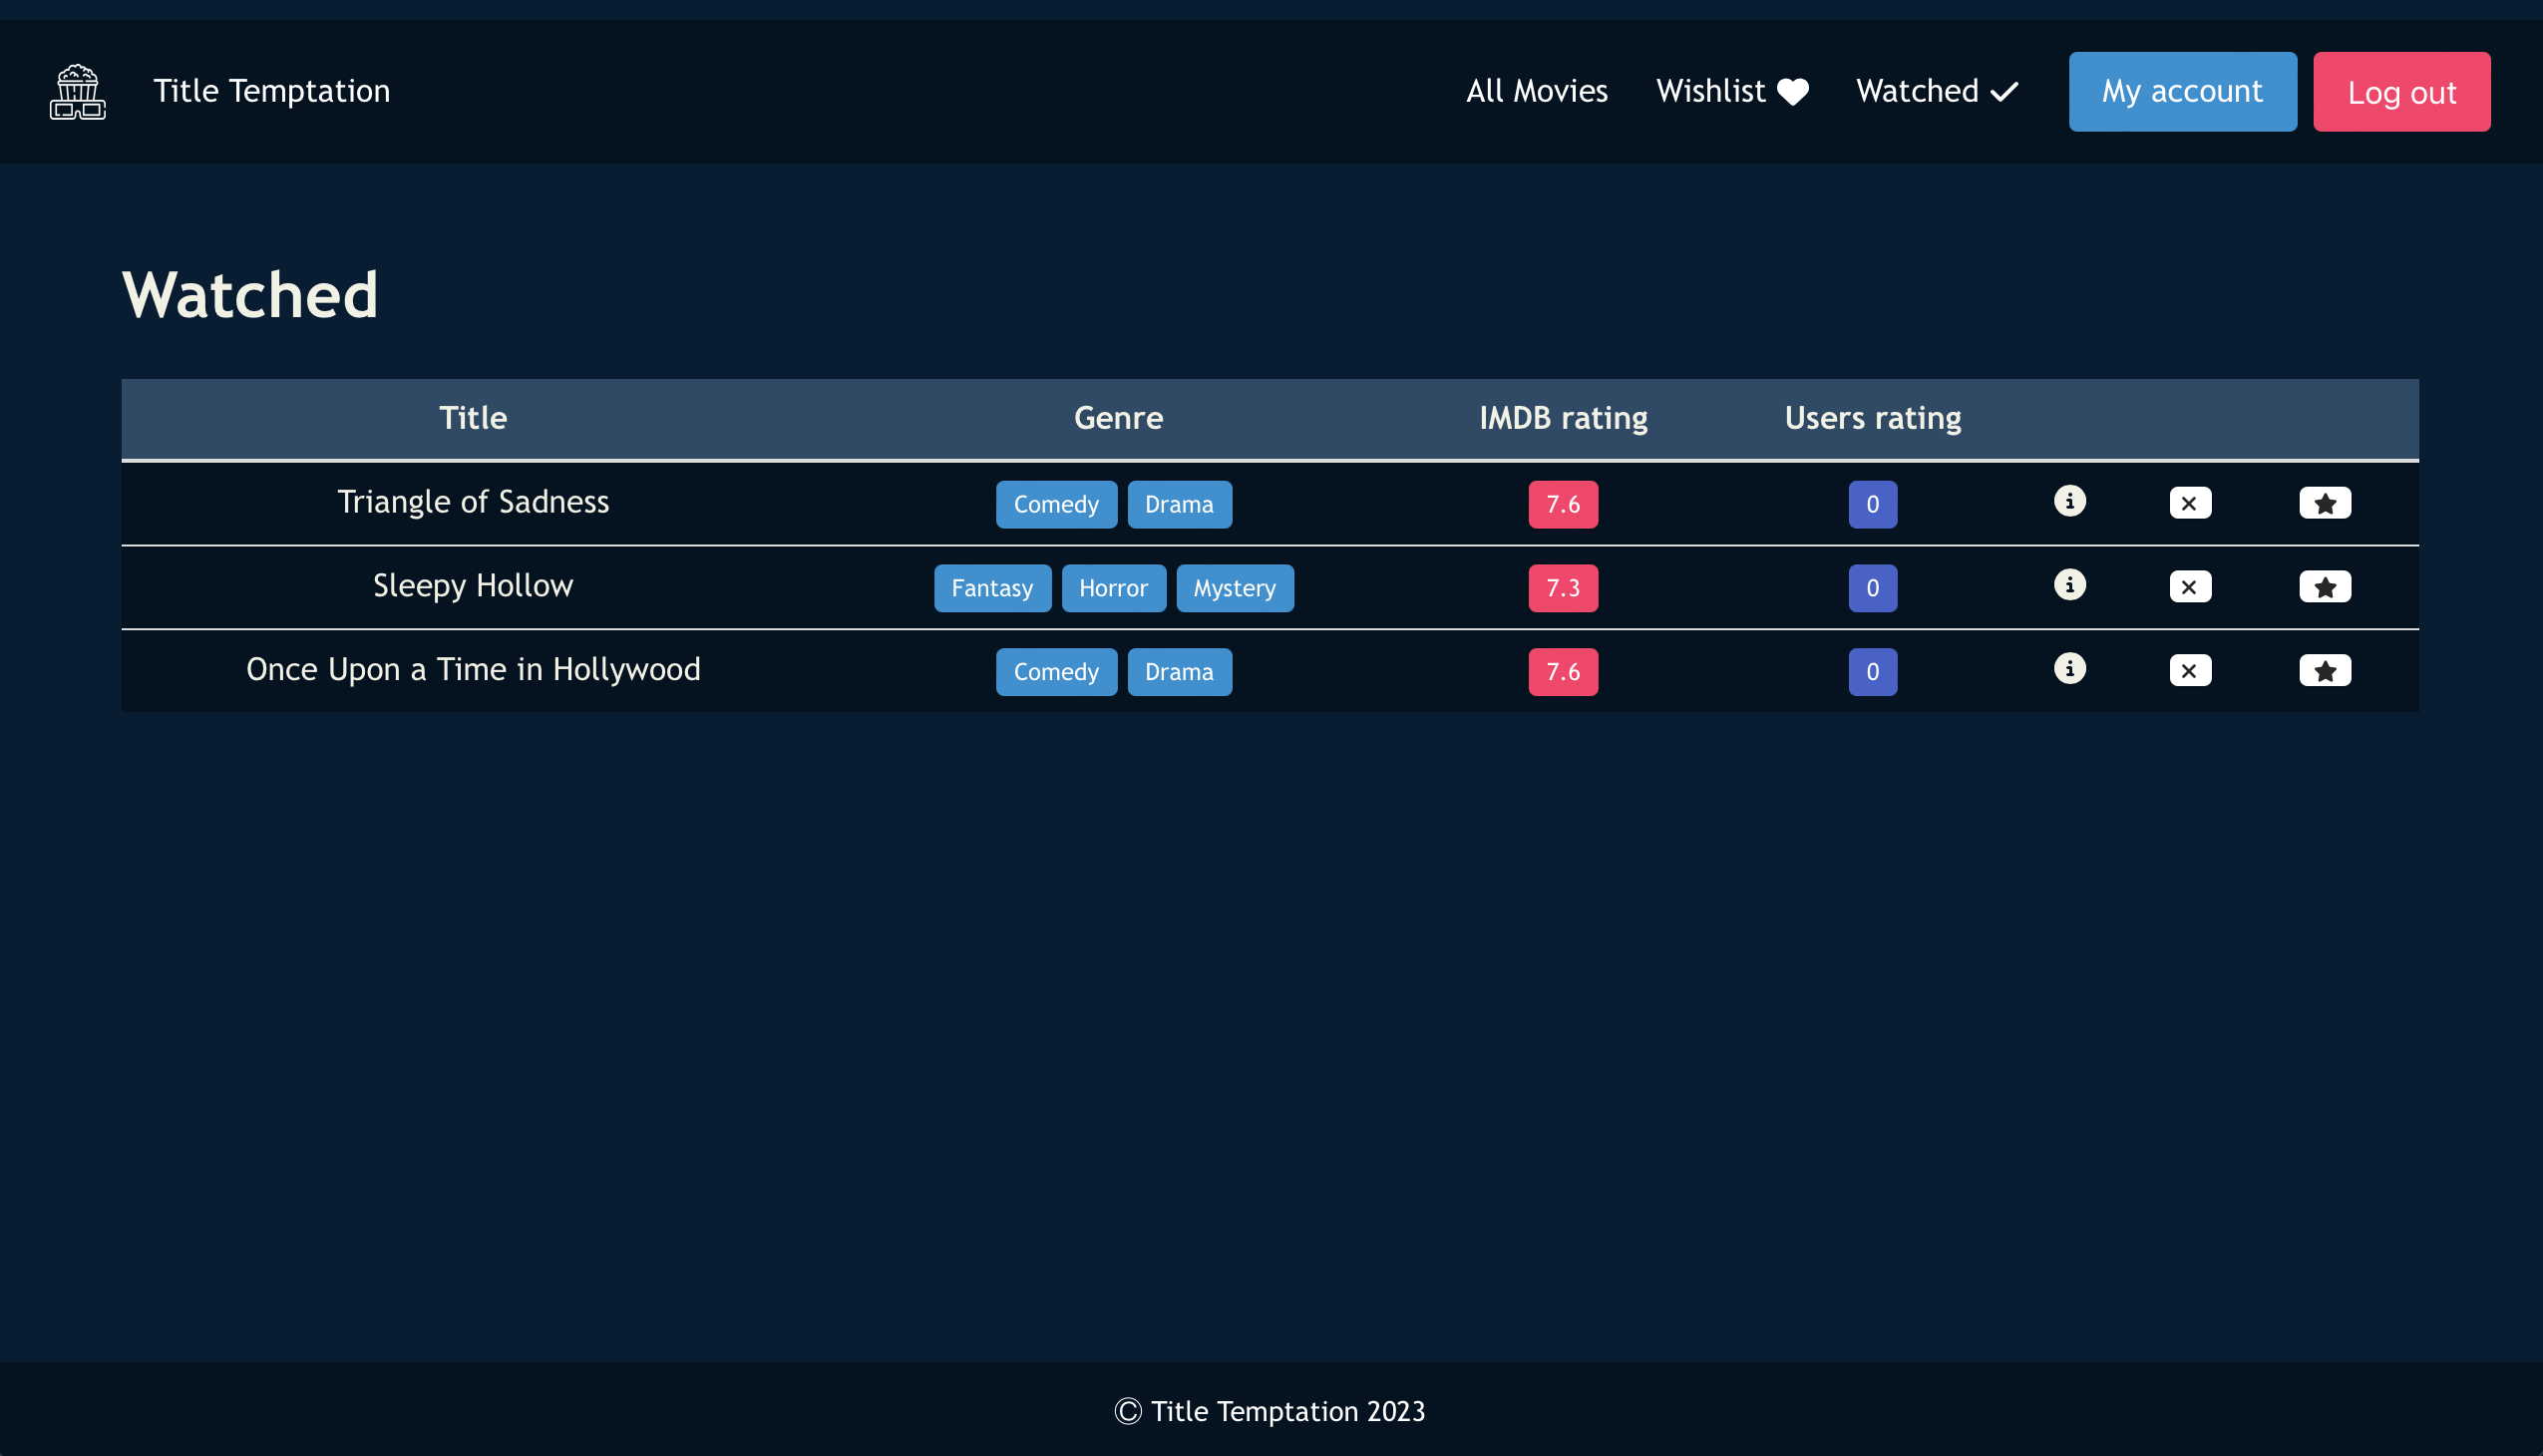 Title Temptation All Movies Wishlist Watched My account Log out
Watched
Title Genre IMDB rating Users rating
Triangle of Sadness Comedy Drama 7.6 0
Sleepy Hollow Fantasy Horror Mystery 7.3 0
Once Upon a Time in Hollywood Comedy Drama 7.6 0
© Title Temptation 2023